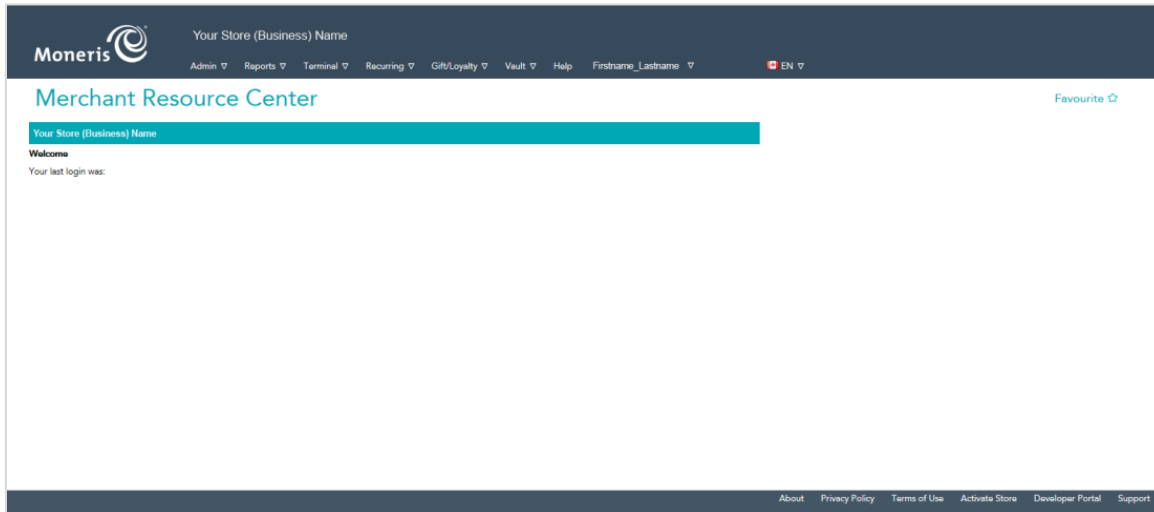 Moneris
Your Store (Business) Name
Admin Reports Terminal Recurring Gift/Loyalty Vault Help Firstname_Lastname EN
Merchant Resource Center
Favourite
Your Store (Business) Name
Welcome
Your last login was:
About Privacy Policy Terms of Use Activate Store Developer Portal Support